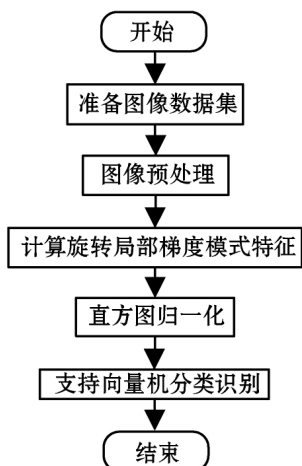 开始
准备图像数据集
图像预处理
计算旋转局部梯度模式特征
直方图归一化
支持向量机分类识别
结束